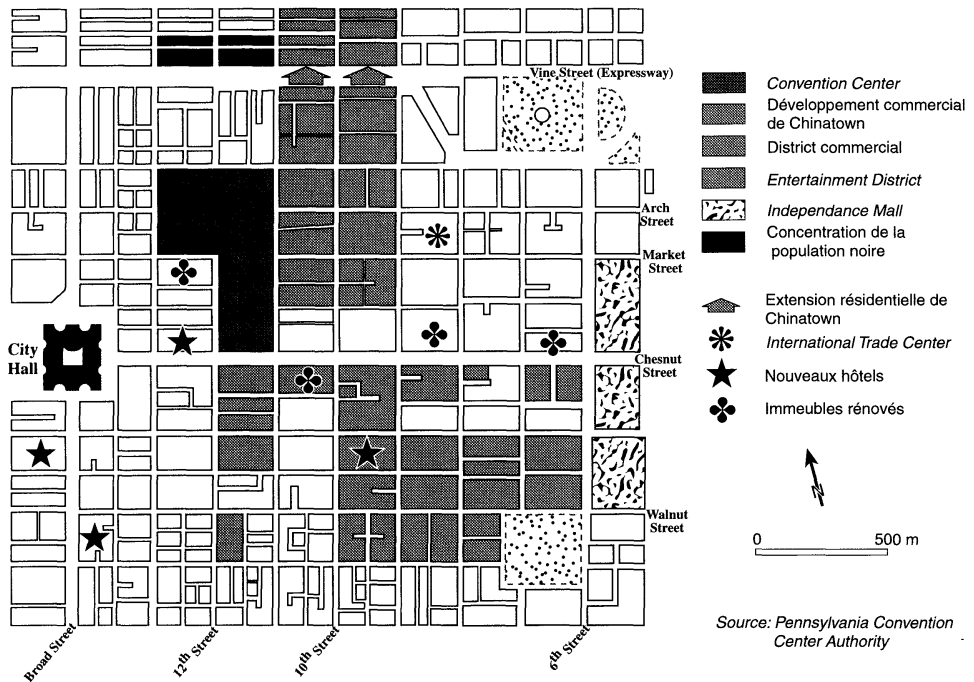 Vine Street (Expressway)
Arch
Street
Market
Street
City
Hall
Chesnut
Street
Walnut
Street
Broad Street
12th Street
10th Street
6th Street
Convention Center
Développement commercial
de Chinatown
District commercial
Entertainment District
Independance Mall
Concentration de la
population noire
Extension résidentielle de
Chinatown
International Trade Center
Nouveaux hôtels
Immeubles rénovés
0 500 m
Source: Pennsylvania Convention
Center Authority